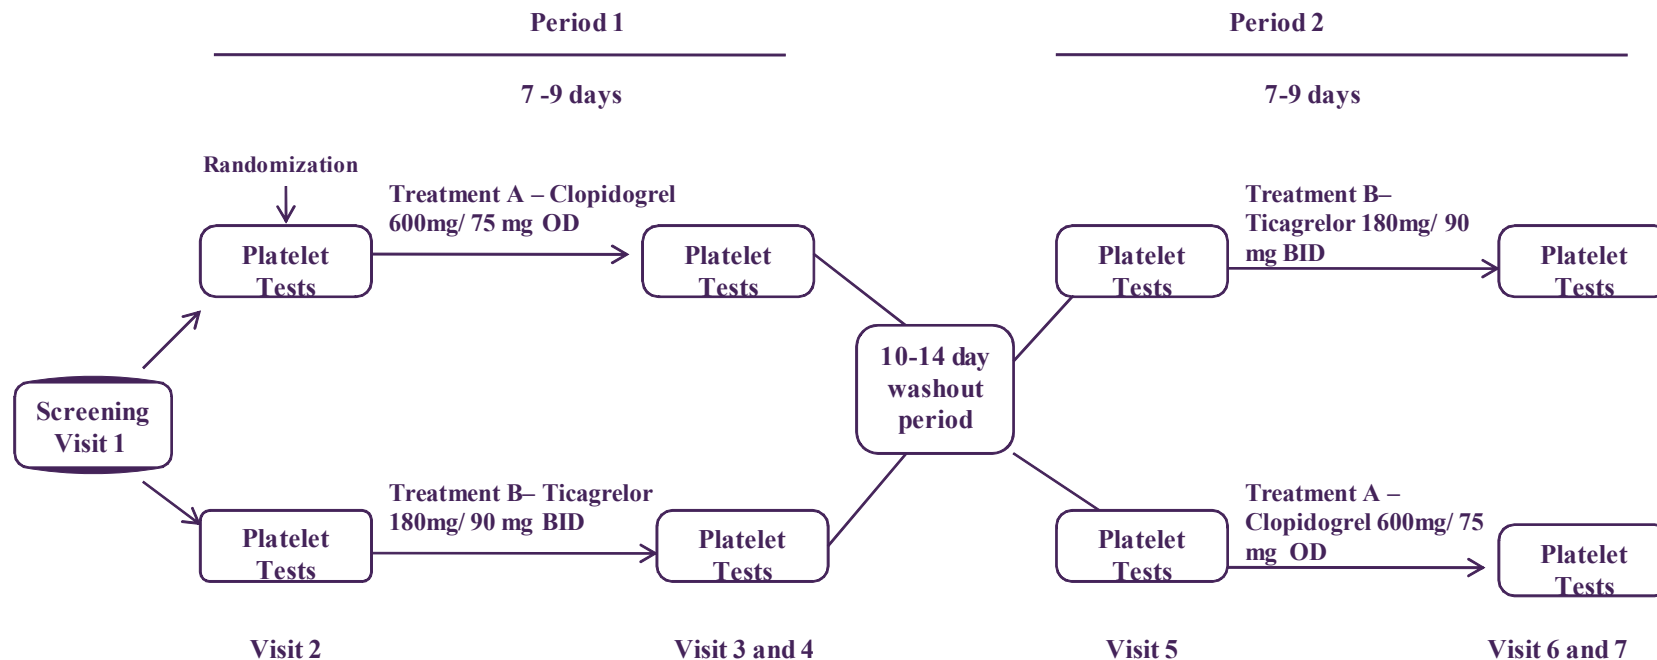 Period 1
Period 2
7 -9 days
7-9 days
Randomization
Treatment A – Clopidogrel
600mg/ 75 mg OD
Treatment B–
Ticagrelor 180mg/ 90
mg BID
Platelet
Tests
Platelet
Tests
Platelet
Tests
Platelet
Tests
10-14 day
washout
period
Screening
Visit 1
Treatment B– Ticagrelor
180mg/ 90 mg BID
Treatment A –
Clopidogrel 600mg/ 75
mg OD
Platelet
Tests
Platelet
Tests
Platelet
Tests
Platelet
Tests
Visit 2
Visit 3 and 4
Visit 5
Visit 6 and 7